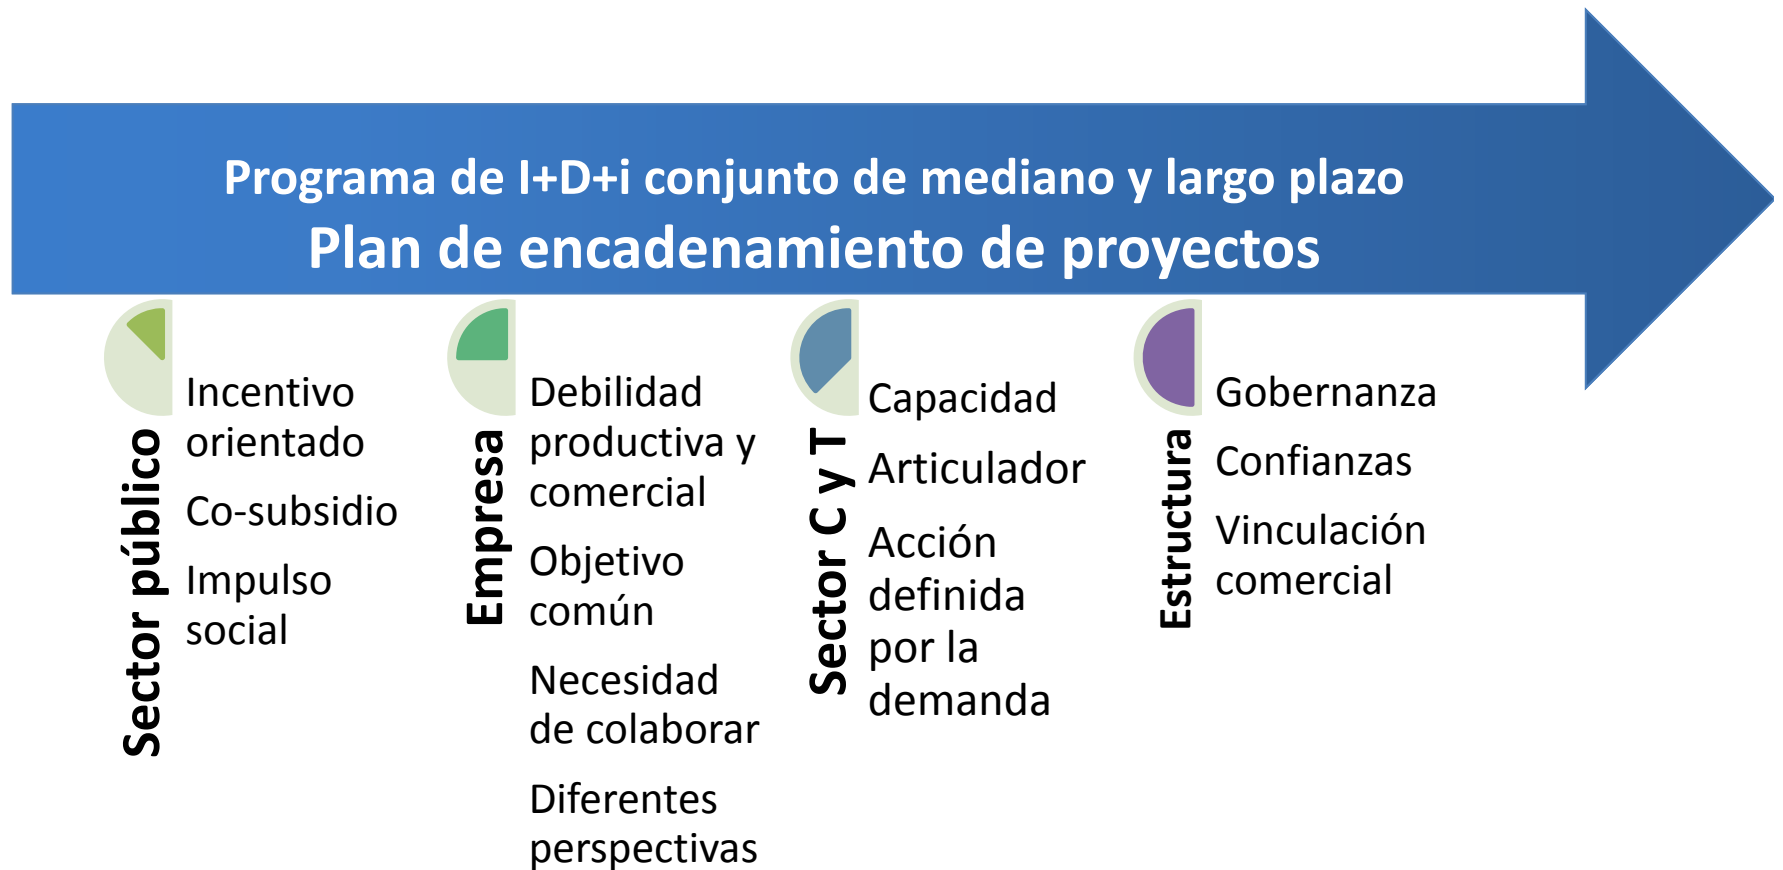 Programa de I+D+i conjunto de mediano y largo plazo
Plan de encadenamiento de proyectos
Sector público
Incentivo
orientado
Co-subsidio
Impulso
social
Empresa
Debilidad
productiva y
comercial
Objetivo
común
Necesidad
de colaborar
Diferentes
perspectivas
Sector C y T
Capacidad
Articulador
Acción
definida
por la
demanda
Estructura
Gobernanza
Confianzas
Vinculación
comercial